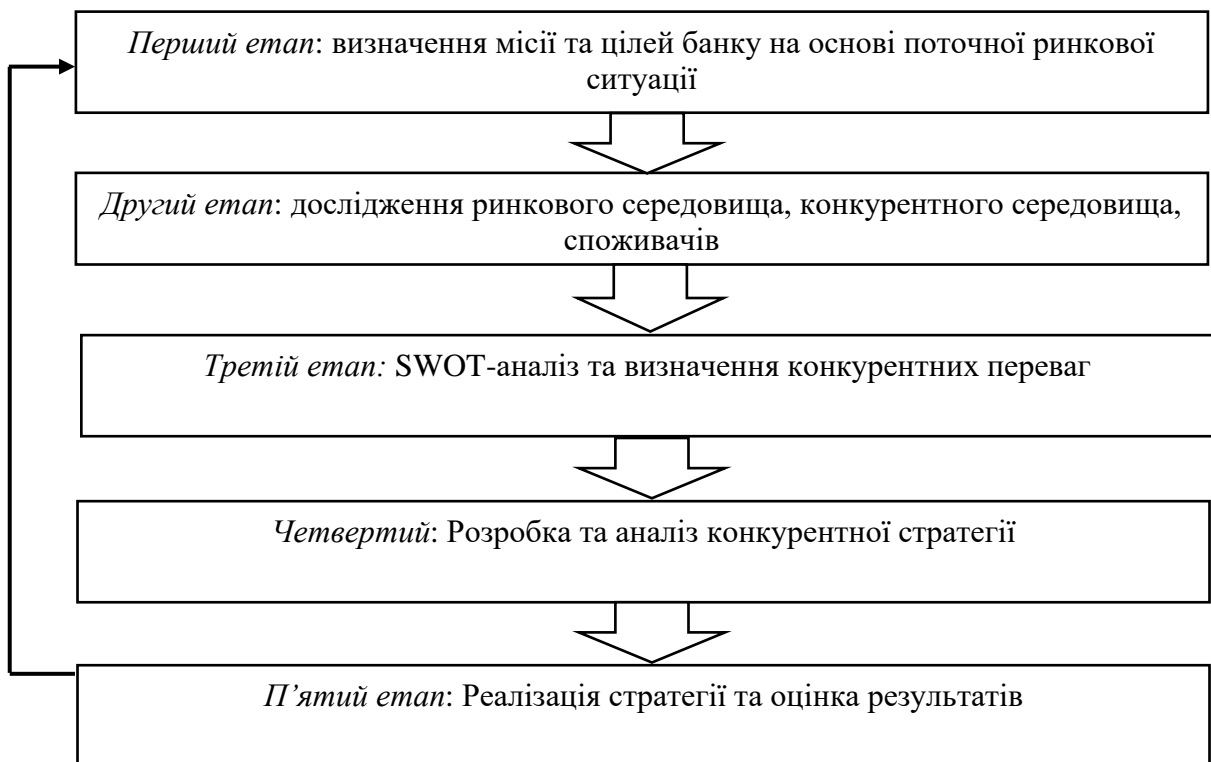 Перший етап: визначення місії та цілей банку на основі поточної ринкової
ситуації
Другий етап: дослідження ринкового середовища, конкурентного середовища,
споживачів
Третій етап: SWOT-аналіз та визначення конкурентних переваг
Четвертий: Розробка та аналіз конкурентної стратегії
П’ятий етап: Реалізація стратегії та оцінка результатів